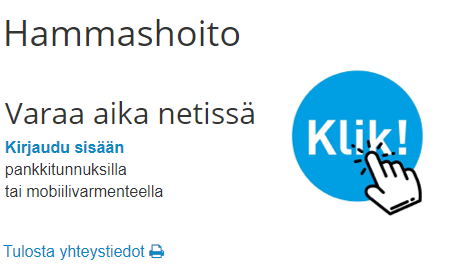 Hammashoito
Varaa aika netissä
Klik!
Kirjaudu sisään
pankkitunnuksilla
tai mobiilivarmenteella
Tulosta yhteystiedot